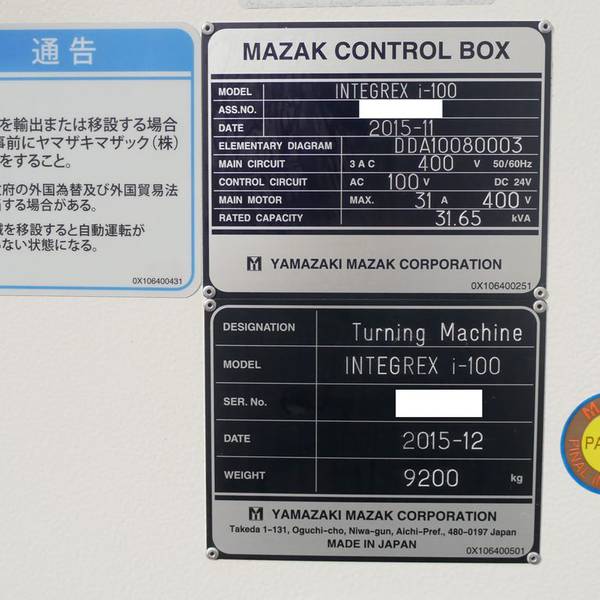 通告
を輸出または移設する場合
事前にヤマザキマザック(株)
をすること。
政府の外国為替及び外国貿易法
する場合がある。
を移設すると自動運転が
ない状態になる。
0X106400431
MAZAK CONTROL BOX
MODEL INTEGREX i-100
ASS.NO.
DATE 2015-11
ELEMENTARY DIAGRAM DDA10080003
MAIN CIRCUIT 3 A C 400 V 50/60Hz
CONTROL CIRCUIT AC 100 V DC 24V
MAIN MOTOR MAX. 31 A 400 V
RATED CAPACITY 31.65 kVA
YAMAZAKI MAZAK CORPORATION
0X106400251
DESIGNATION Turning Machine
MODEL INTEGREX i-100
SER. No.
DATE 2015-12
WEIGHT 9200 kg
YAMAZAKI MAZAK CORPORATION
Takeda 1-131, Oguchi-cho, Niwa-gun, Aichi-Pref., 480-0197 Japan
MADE IN JAPAN
0X106400501